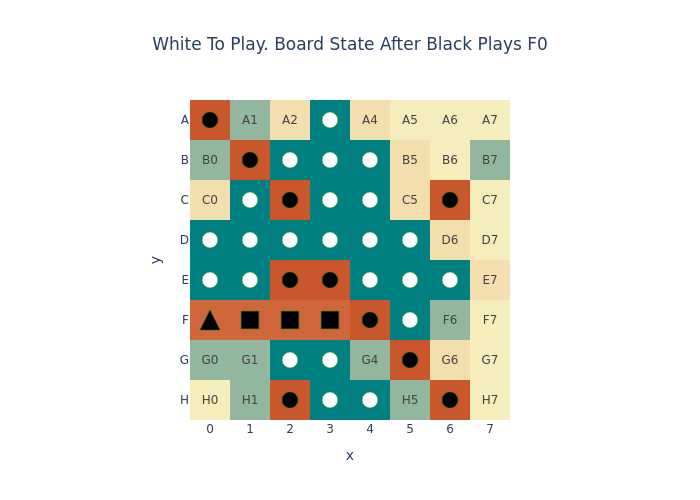 White To Play. Board State After Black Plays F0
A A1 A2 A4 A5 A6 A7
B B0 B5 B6 B7
C C0 C5 C7
D D6 D7
E E7
F F6 F7
G G0 G1 G4 G6 G7
H H0 H1 H5 H7
0 1 2 3 4 5 6 7
x
y